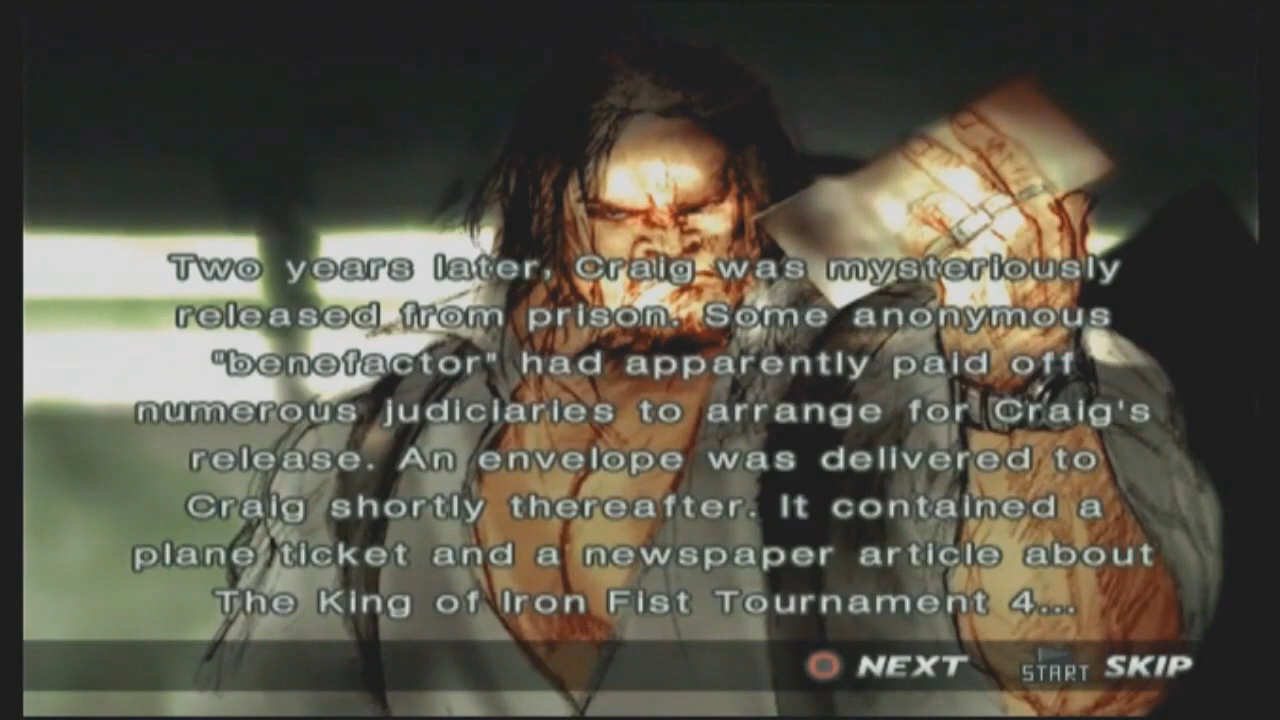 Two years later, Craig was mysteriously
released from prison. Some anonymous
"benefactor" had apparently paid off
numerous judiciaries to arrange for Craig's
release. An envelope was delivered to
Craig shortly thereafter. It contained a
plane ticket and a newspaper article about
The King of Iron Fist Tournament 4...
NEXT START SKIP